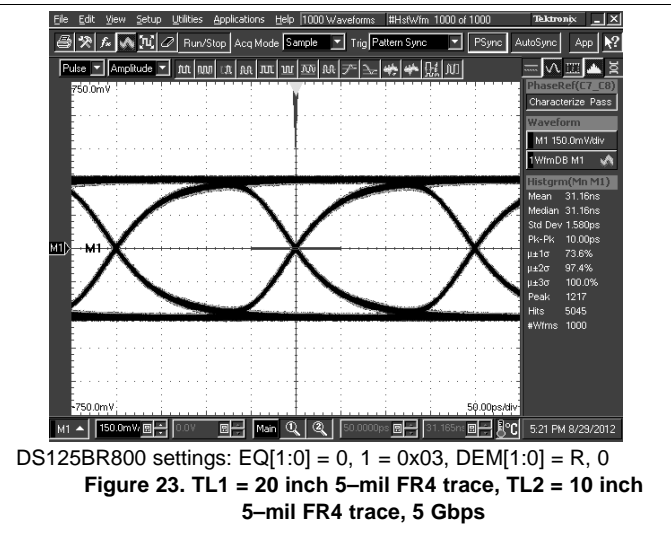 File Edit View Setup Utilities Applications Help 1000 Waveforms #HstWfm 1000 of 1000 Tektronix
Run/Stop Acq Mode Sample Trig Pattern Sync PSync AutoSync App
Pulse Amplitude
750.0mV
PhaseRef(C7_C8)
Characterize Pass
Waveform
M1 150.0mV/div
1WfmDB M1
Histgrm(Mn M1)
Mean 31.16ns
Median 31.16ns
Std Dev 1.580ps
Pk-Pk 10.00ps
µ±1σ 73.6%
µ±2σ 97.4%
µ±3σ 100.0%
Peak 1217
Hits 5045
#Wfms 1000
M1 M1
-750.0mV 50.00ps/div
M1 150.0mV/ 0.0V Main 1 2 50.0000ps 31.165ns °C 5:21 PM 8/29/2012
DS125BR800 settings: EQ[1:0] = 0, 1 = 0x03, DEM[1:0] = R, 0
Figure 23. TL1 = 20 inch 5–mil FR4 trace, TL2 = 10 inch
5–mil FR4 trace, 5 Gbps